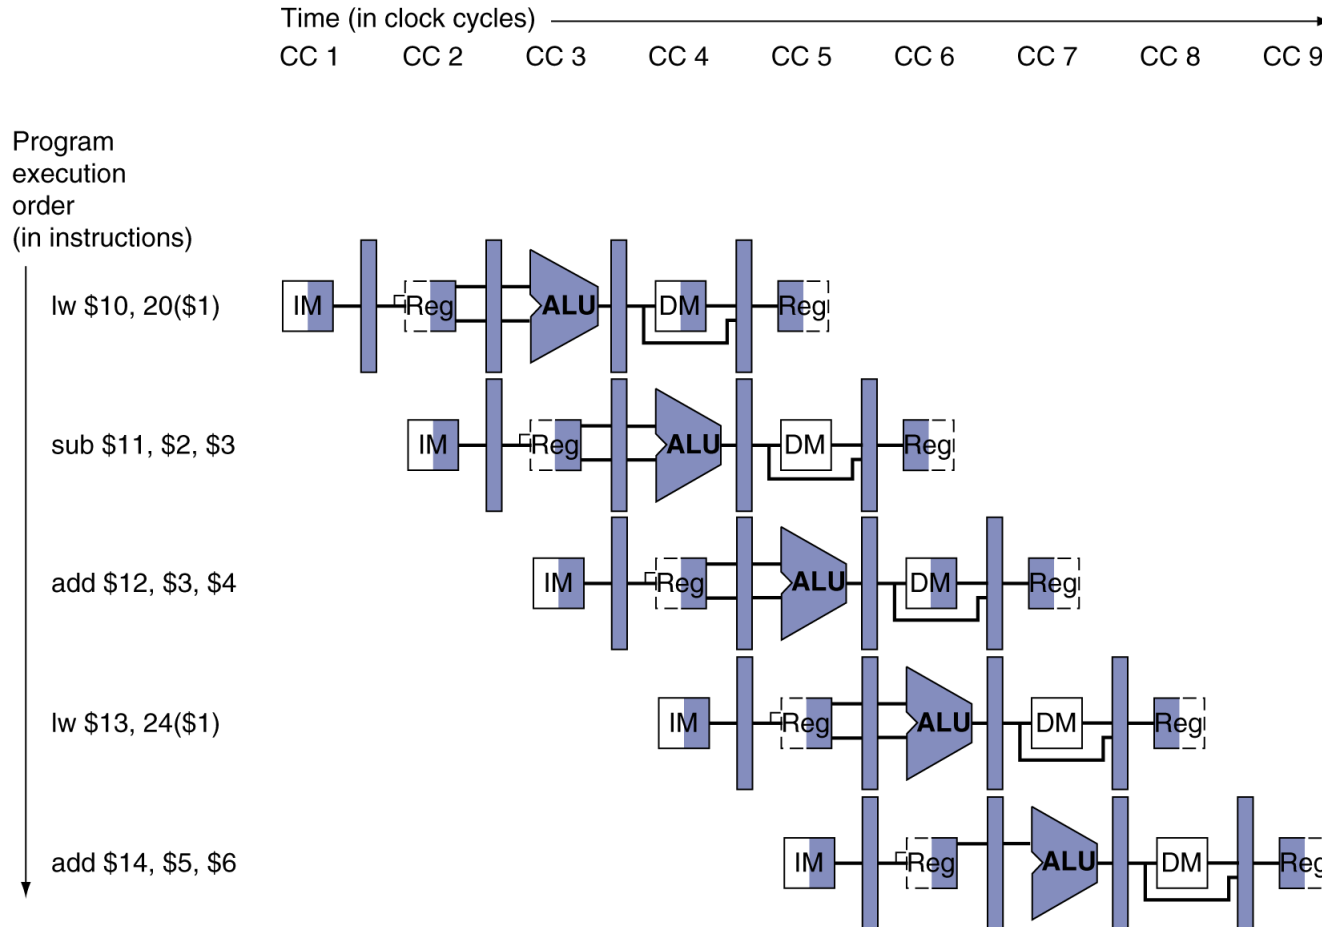 Time (in clock cycles)
CC 1 CC 2 CC 3 CC 4 CC 5 CC 6 CC 7 CC 8 CC 9
Program
execution
order
(in instructions)
lw $10, 20($1)
IM Reg ALU DM Reg
sub $11, $2, $3
IM Reg ALU DM Reg
add $12, $3, $4
IM Reg ALU DM Reg
lw $13, 24($1)
IM Reg ALU DM Reg
add $14, $5, $6
IM Reg ALU DM Reg